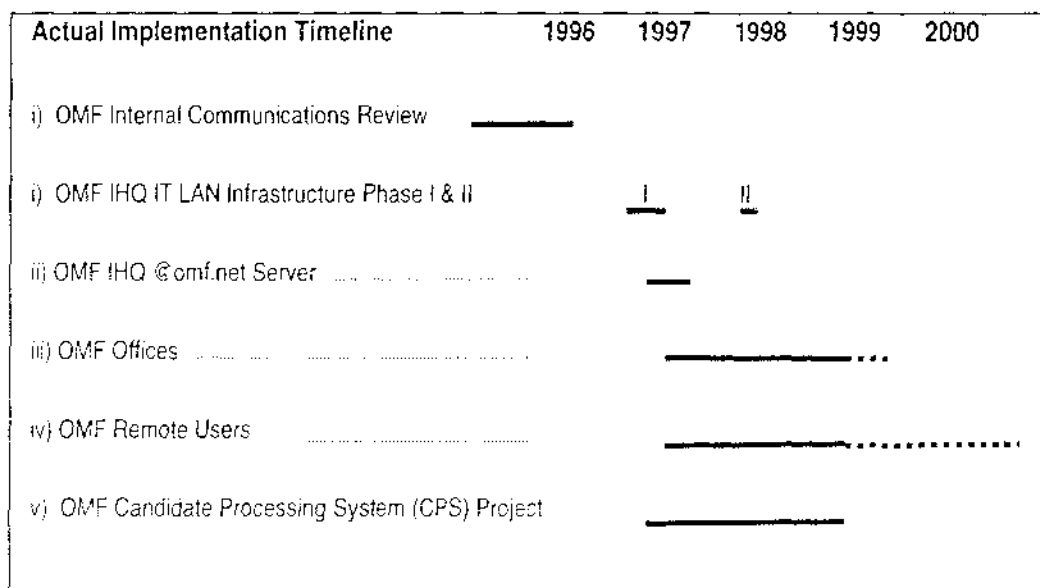 Actual Implementation Timeline 1996 1997 1998 1999 2000
i) OMF Internal Communications Review
i) OMF IHQ IT LAN Infrastructure Phase I & II I II
ii) OMF IHQ @omf.net Server
iii) OMF Offices
iv) OMF Remote Users
v) OMF Candidate Processing System (CPS) Project